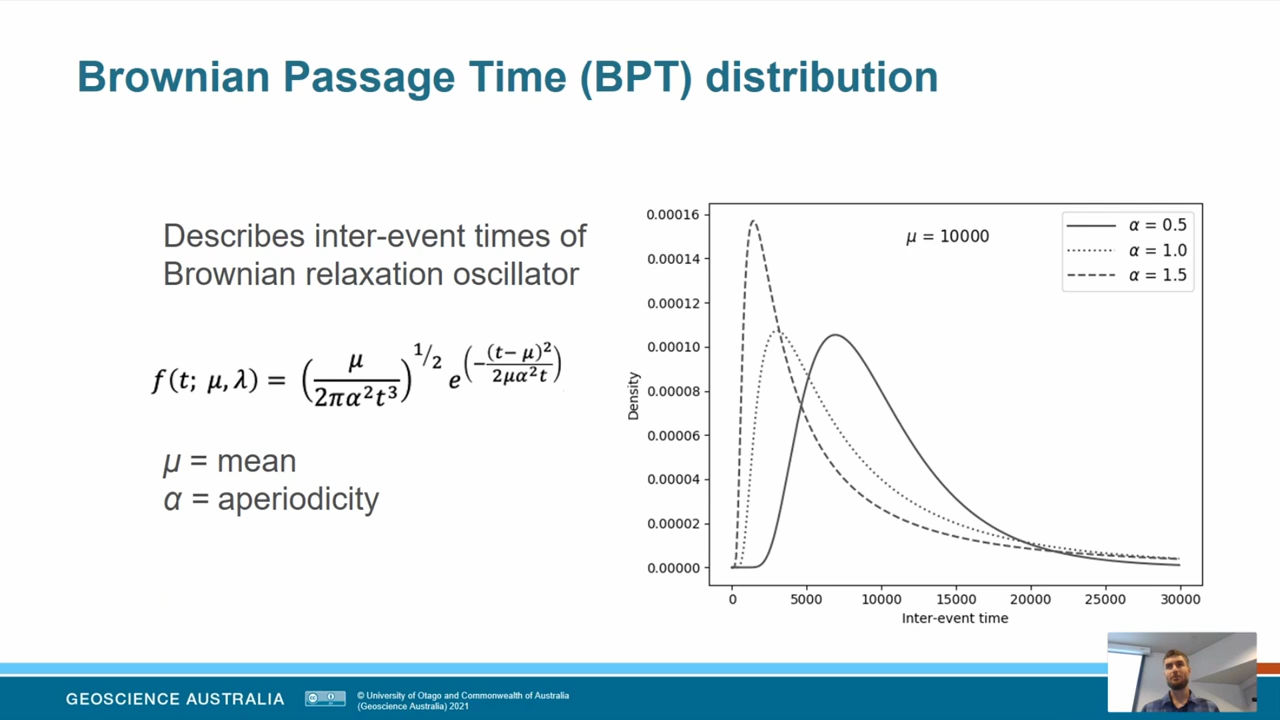 Brownian Passage Time (BPT) distribution
Describes inter-event times of
Brownian relaxation oscillator
f(t; μ, λ) = (μ / 2πα²t³)^1/2 e^(−(t− μ)² / 2μα²t)
μ = mean
α = aperiodicity
0.00016
0.00014
0.00012
0.00010
0.00008
0.00006
0.00004
0.00002
0.00000
Density
μ = 10000
α = 0.5
α = 1.0
α = 1.5
0 5000 10000 15000 20000 25000 30000
Inter-event time
GEOSCIENCE AUSTRALIA
© University of Otago and Commonwealth of Australia
(Geoscience Australia) 2021